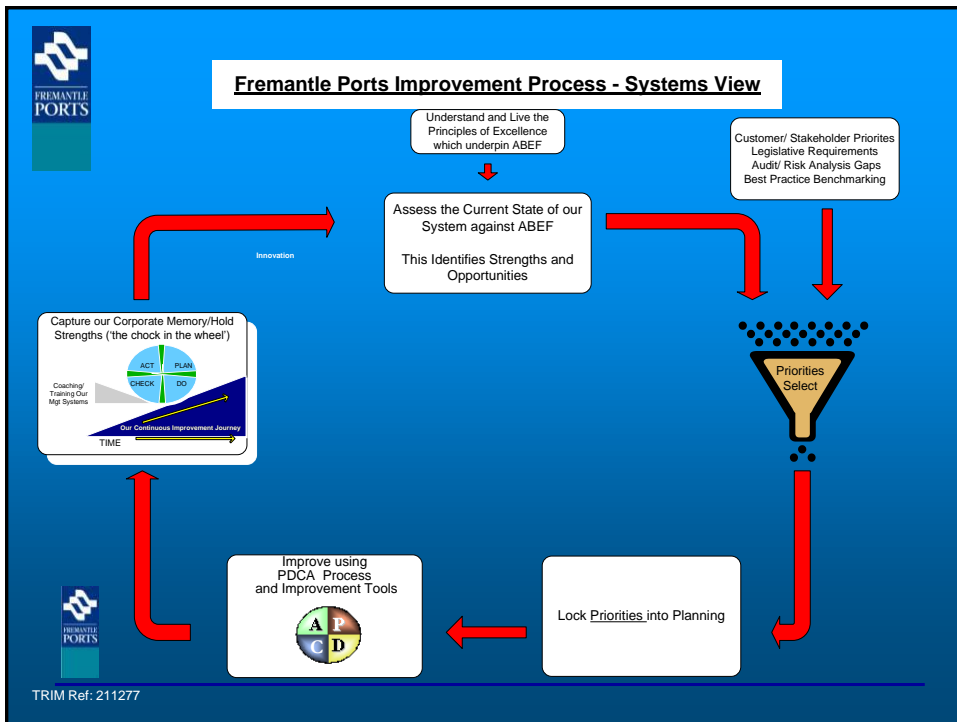 FREMANTLE
PORTS
Fremantle Ports Improvement Process - Systems View
Understand and Live the
Principles of Excellence
which underpin ABEF
Customer/ Stakeholder Priorites
Legislative Requirements
Audit/ Risk Analysis Gaps
Best Practice Benchmarking
Assess the Current State of our
System against ABEF
This Identifies Strengths and
Opportunities
Innovation
Capture our Corporate Memory/Hold
Strengths ('the chock in the wheel')
ACT
PLAN
CHECK
DO
Coaching/
Training Our
Mgt Systems
Our Continuous Improvement Journey
TIME
Priorities
Select
Improve using
PDCA Process
and Improvement Tools
A P
C D
Lock Priorities into Planning
FREMANTLE
PORTS
TRIM Ref: 211277